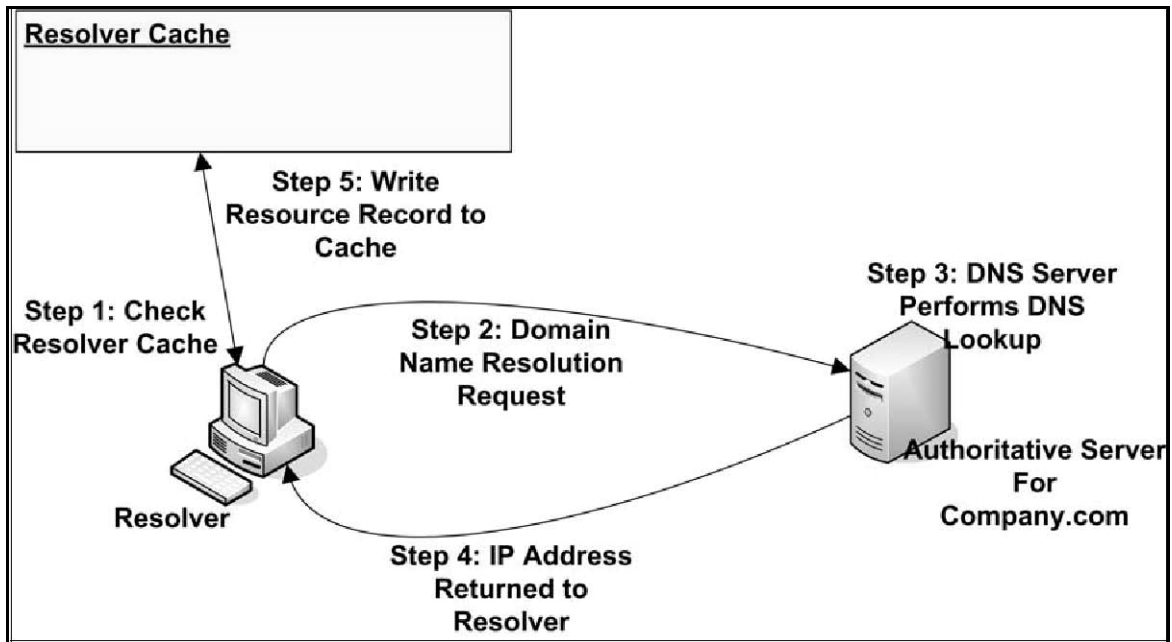 Resolver Cache
Step 5: Write
Resource Record to
Cache
Step 1: Check
Resolver Cache
Step 2: Domain
Name Resolution
Request
Step 3: DNS Server
Performs DNS
Lookup
Resolver
Authoritative Server
For
Company.com
Step 4: IP Address
Returned to
Resolver